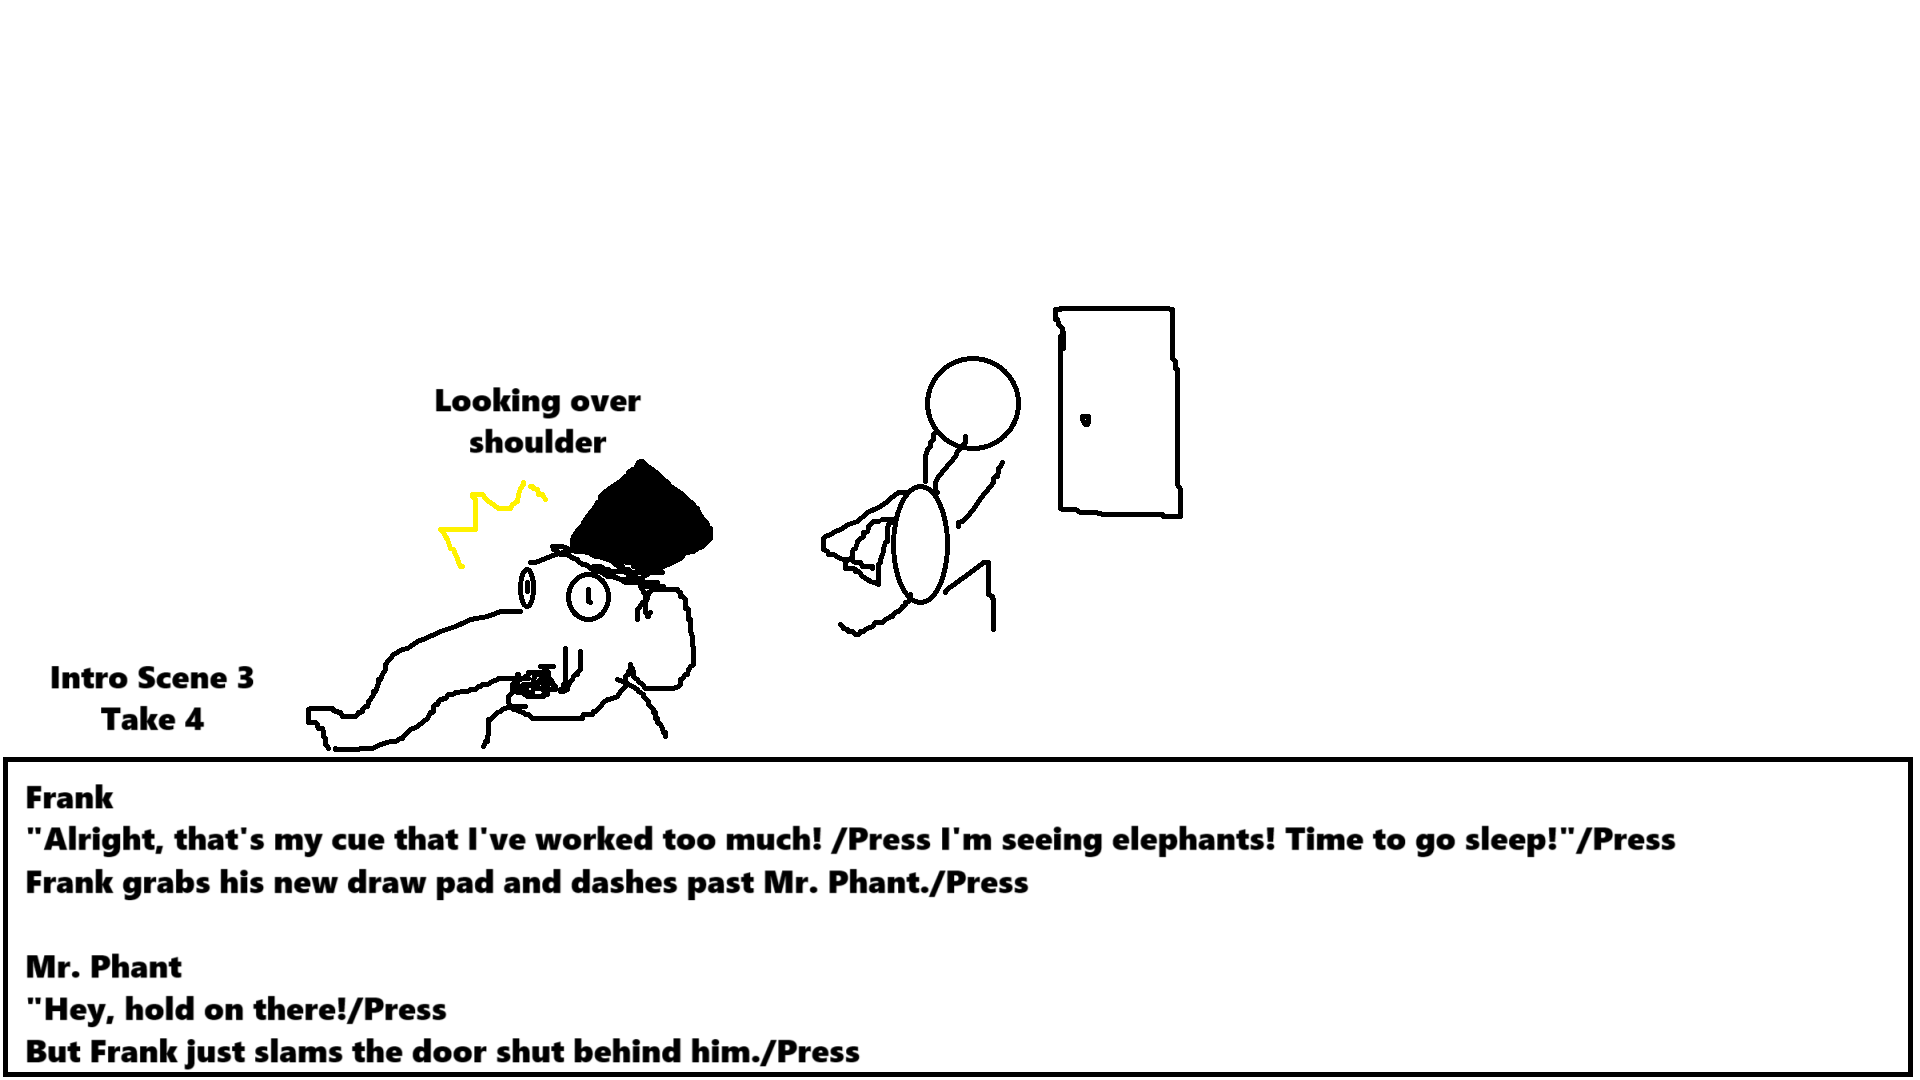 Looking over
shoulder
Intro Scene 3
Take 4
Frank
"Alright, that's my cue that I've worked too much! /Press I'm seeing elephants! Time to go sleep!"/Press
Frank grabs his new draw pad and dashes past Mr. Phant./Press
Mr. Phant
"Hey, hold on there!/Press
But Frank just slams the door shut behind him./Press